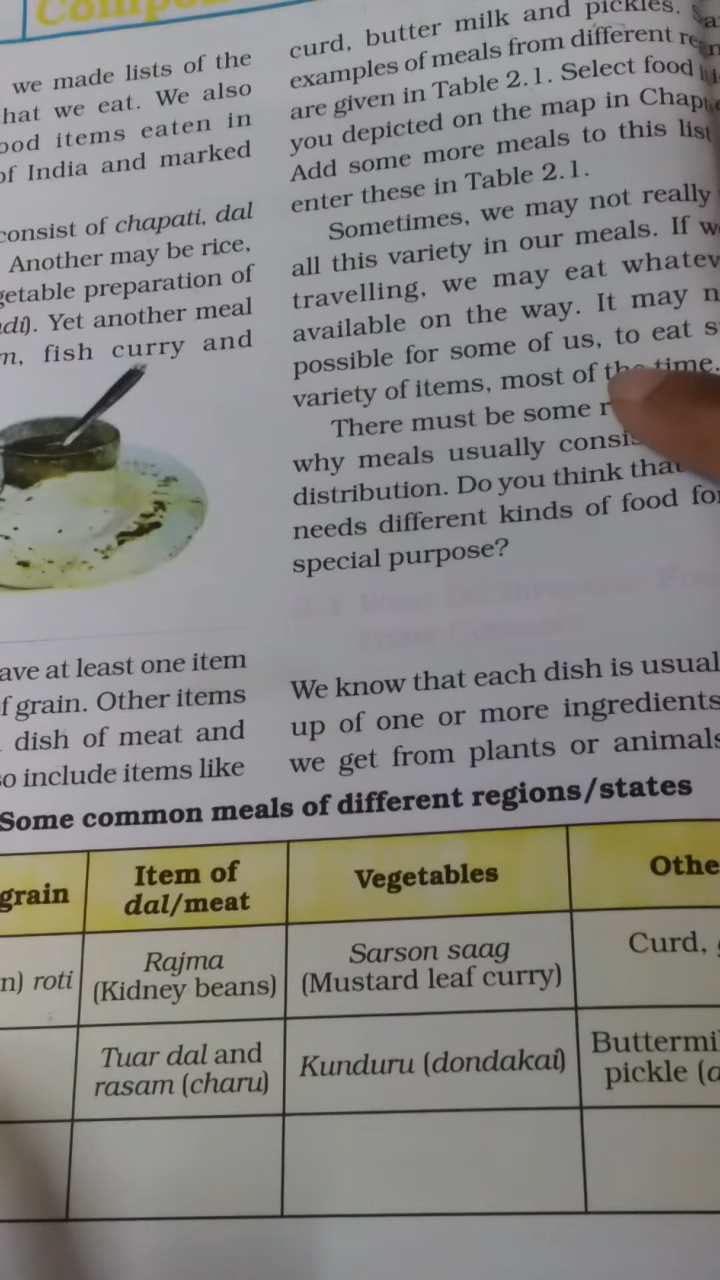 we made lists of the
hat we eat. We also
ood items eaten in
of India and marked
consist of chapati, dal
Another may be rice,
getable preparation of
adi). Yet another meal
m, fish curry and
ave at least one item
f grain. Other items
dish of meat and
so include items like
curd, butter milk and pickles.
examples of meals from different
are given in Table 2.1. Select food
you depicted on the map in Chap
Add some more meals to this list
enter these in Table 2.1.
Sometimes, we may not really
all this variety in our meals. If w
travelling, we may eat whatev
available on the way. It may n
possible for some of us, to eat s
variety of items, most of the time.
There must be some r
why meals usually consis
distribution. Do you think that
needs different kinds of food for
special purpose?
We know that each dish is usual
up of one or more ingredients
we get from plants or animals
Some common meals of different regions/states
grain
Item of
dal/meat
Vegetables
Othe
n) roti
Rajma
(Kidney beans)
Sarson saag
(Mustard leaf curry)
Curd,
Tuar dal and
rasam (charu)
Kunduru (dondakai)
Buttermi
pickle (a